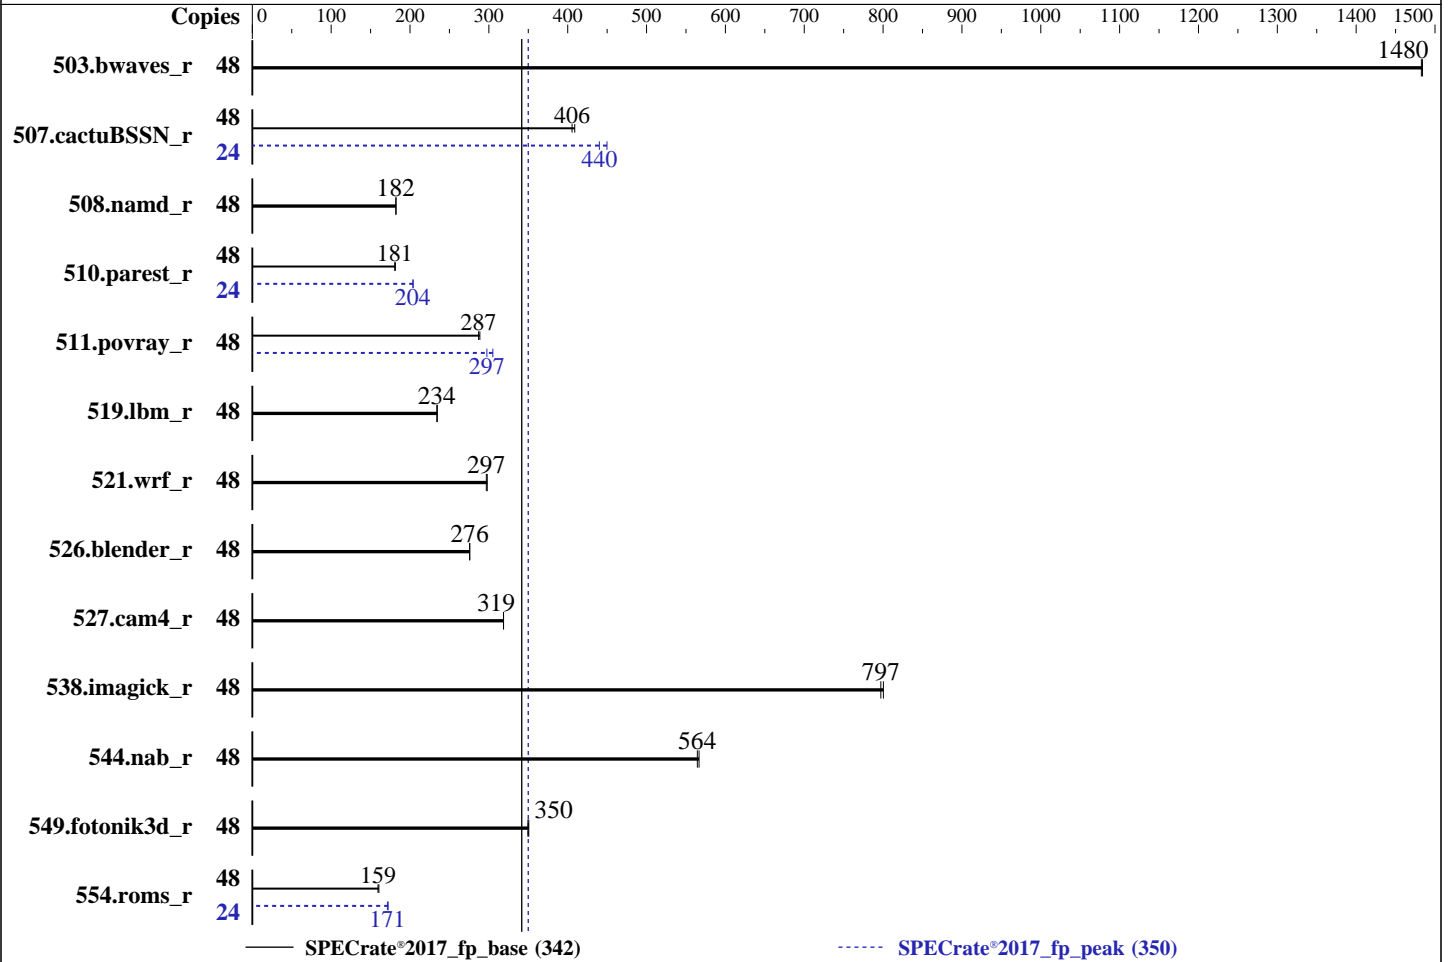 Copies 0 100 200 300 400 500 600 700 800 900 1000 1100 1200 1300 1400 1500
503.bwaves_r 48 1480
507.cactuBSSN_r 48 406
24 440
508.namd_r 48 182
510.parest_r 48 181
24 204
511.povray_r 48 287
297
519.lbm_r 48 234
521.wrf_r 48 297
526.blender_r 48 276
527.cam4_r 48 319
538.imagick_r 48 797
544.nab_r 48 564
549.fotonik3d_r 48 350
554.roms_r 48 159
24 171
SPECrate®2017_fp_base (342) SPECrate®2017_fp_peak (350)